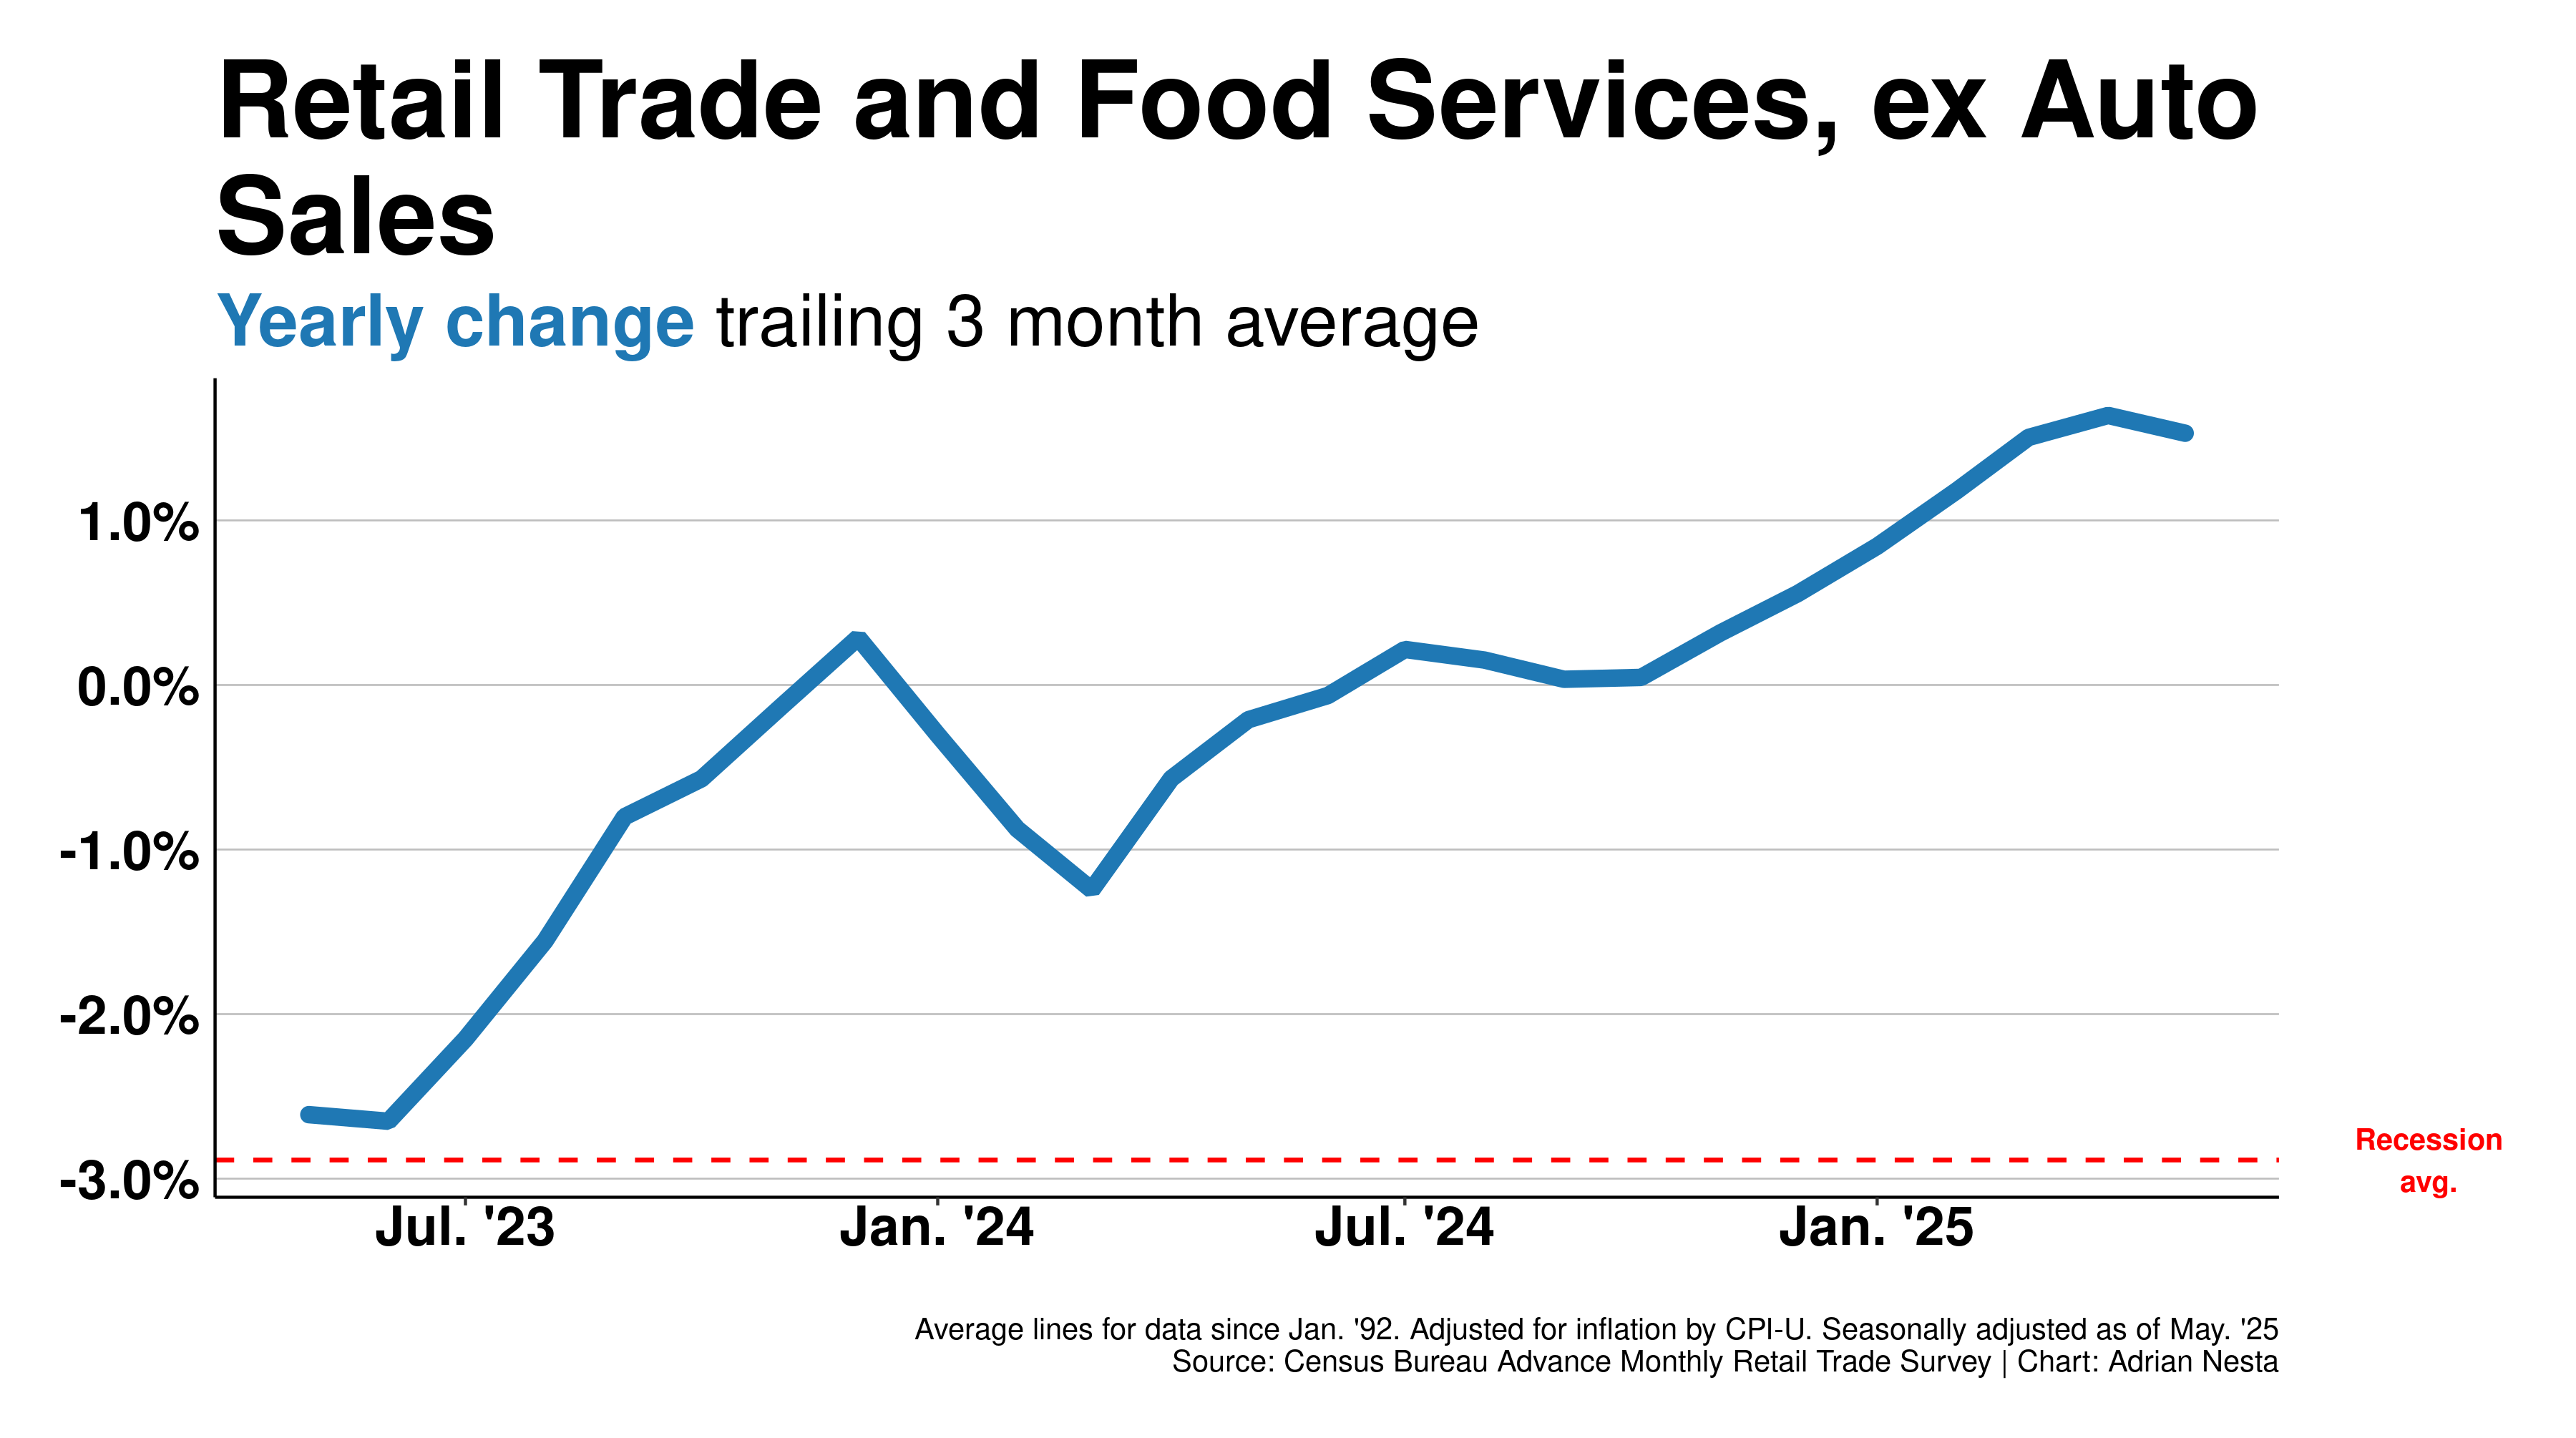 Retail Trade and Food Services, ex Auto
Sales
Yearly change trailing 3 month average
1.0%
0.0%
-1.0%
-2.0%
-3.0%
Recession
avg.
Jul. '23
Jan. '24
Jul. '24
Jan. '25
Average lines for data since Jan. '92. Adjusted for inflation by CPI-U. Seasonally adjusted as of May. '25
Source: Census Bureau Advance Monthly Retail Trade Survey | Chart: Adrian Nesta